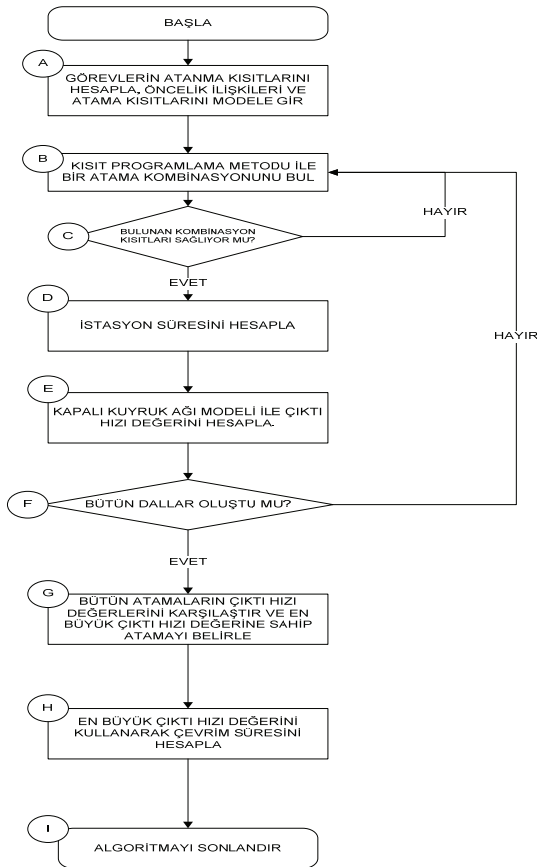 BAŞLA
A
GÖREVLERİN ATANMA KISITLARINI
HESAPLA, ÖNCELİK İLİŞKİLERİ VE
ATAMA KISITLARINI MODELE GİR
B
KISIT PROGRAMLAMA METODU İLE
BİR ATAMA KOMBİNASYONUNU BUL
HAYIR
C
BULUNAN KOMBİNASYON
KISITLARI SAĞLIYOR MU?
EVET
D
İSTASYON SÜRESİNİ HESAPLA
HAYIR
E
KAPALI KUYRUK AĞI MODELİ İLE ÇIKTI
HIZI DEĞERİNİ HESAPLA.
F
BÜTÜN DALLAR OLUŞTU MU?
EVET
G
BÜTÜN ATAMALARIN ÇIKTI HIZI
DEĞERLERİNİ KARŞILAŞTIR VE EN
BÜYÜK ÇIKTI HIZI DEĞERİNE SAHİP
ATAMAYI BELİRLE
H
EN BÜYÜK ÇIKTI HIZI DEĞERİNİ
KULLANARAK ÇEVRİM SÜRESİNİ
HESAPLA
I
ALGORİTMAYI SONLANDIR